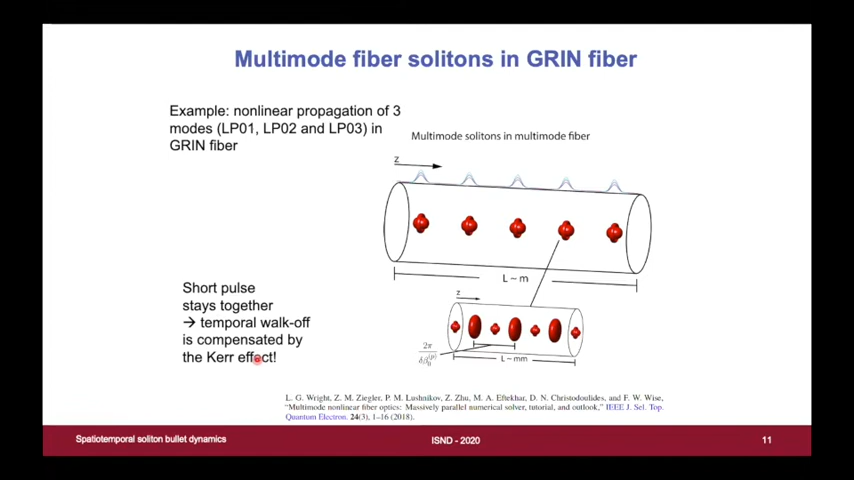 Multimode fiber solitons in GRIN fiber
Example: nonlinear propagation of 3
modes (LP01, LP02 and LP03) in
GRIN fiber
Multimode solitons in multimode fiber
z
L ~ m
Short pulse
stays together
→ temporal walk-off
is compensated by
the Kerr effect!
z
2π
δβ₀⁽ᵖ⁾
L ~ mm
L. G. Wright, Z. M. Ziegler, P. M. Lushnikov, Z. Zhu, M. A. Eftekhar, D. N. Christodoulides, and F. W. Wise,
"Multimode nonlinear fiber optics: Massively parallel numerical solver, tutorial, and outlook," IEEE J. Sel. Top.
Quantum Electron. 24(3), 1–16 (2018).
Spatiotemporal soliton bullet dynamics
ISND - 2020
11